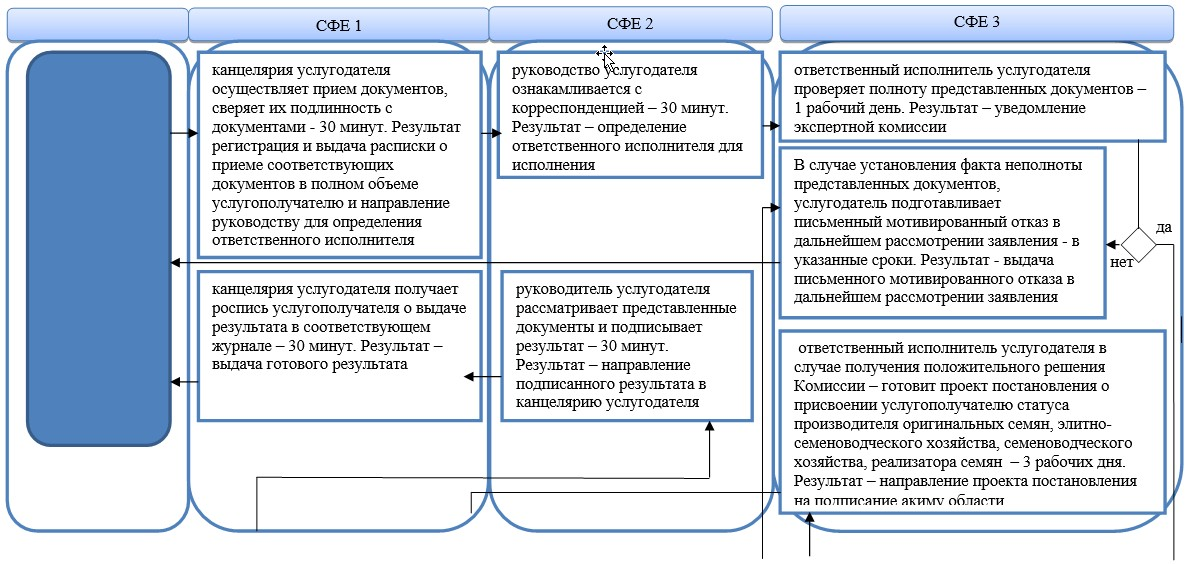 СФЕ 1
СФЕ 2
СФЕ 3
канцелярия услугодателя
осуществляет прием документов,
сверяет их подлинность с
документами - 30 минут. Результат
регистрация и выдача расписки о
приеме соответствующих
документов в полном объеме
услугополучателю и направление
руководству для определения
ответственного исполнителя
руководство услугодателя
ознакамливается с
корреспонденцией – 30 минут.
Результат – определение
ответственного исполнителя для
исполнения
ответственный исполнитель услугодателя
проверяет полноту представленных документов –
1 рабочий день. Результат – уведомление
экспертной комиссии
В случае установления факта неполноты
представленных документов,
услугодатель подготавливает
письменный мотивированный отказ в
дальнейшем рассмотрении заявления - в
указанные сроки. Результат - выдача
письменного мотивированного отказа в
дальнейшем рассмотрении заявления
да
нет
канцелярия услугодателя получает
роспись услугополучателя о выдаче
результата в соответствующем
журнале – 30 минут. Результат –
выдача готового результата
руководитель услугодателя
рассматривает представленные
документы и подписывает
результат – 30 минут.
Результат – направление
подписанного результата в
канцелярию услугодателя
ответственный исполнитель услугодателя в
случае получения положительного решения
Комиссии – готовит проект постановления о
присвоении услугополучателю статуса
производителя оригинальных семян, элитно-
семеноводческого хозяйства, семеноводческого
хозяйства, реализатора семян – 3 рабочих дня.
Результат – направление проекта постановления
на подписание акиму области